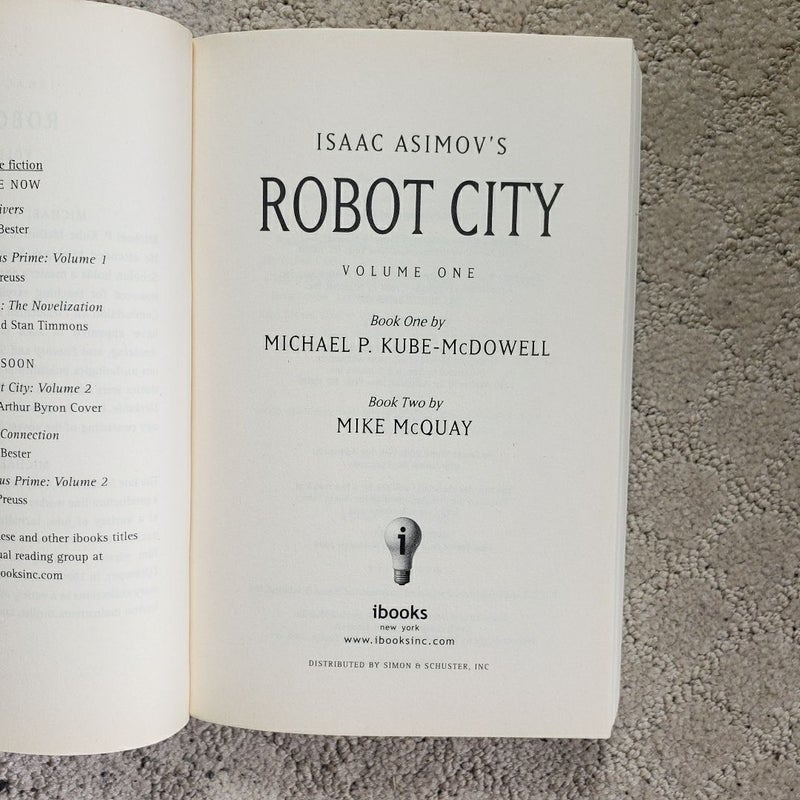 e fiction
E NOW
ivers
Bester
us Prime: Volume 1
reuss
: The Novelization
d Stan Timmons
SOON
t City: Volume 2
Arthur Byron Cover
Connection
Bester
us Prime: Volume 2
Preuss
ese and other ibooks titles
ual reading group at
ooksinc.com
ISAAC ASIMOV'S
ROBOT CITY
VOLUME ONE
Book One by
MICHAEL P. KUBE-McDOWELL
Book Two by
MIKE McQUAY
i
ibooks
new york
www.ibooksinc.com
DISTRIBUTED BY SIMON & SCHUSTER, INC